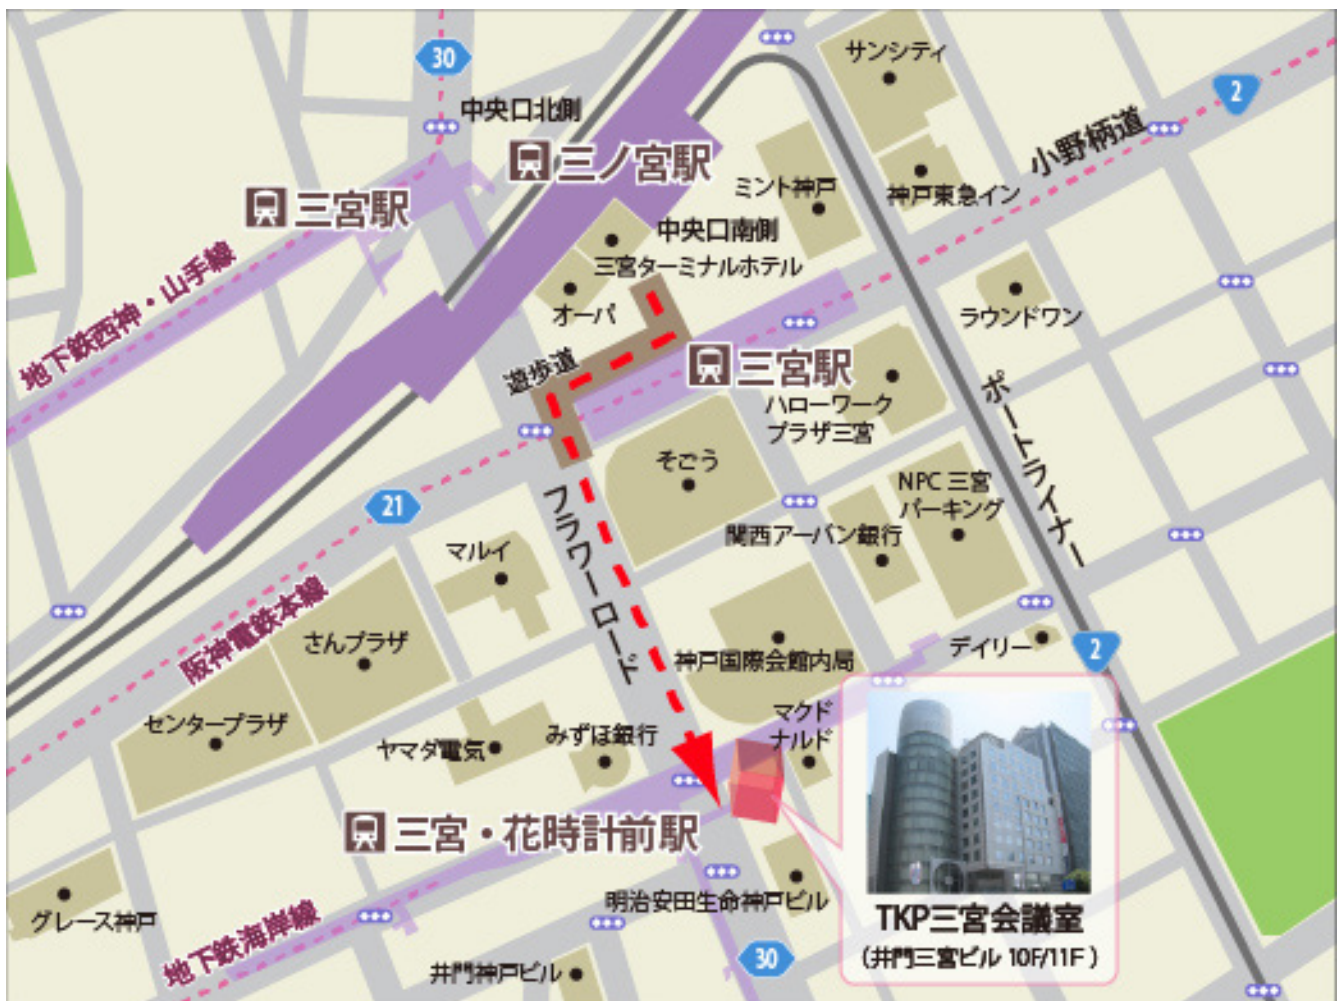 サンシティ
30
2
中央口北側
小野柄道
三ノ宮駅
三宮駅
ミント神戸
神戸東急イン
中央口南側
三宮ターミナルホテル
地下鉄西神・山手線
オーパ
ラウンドワン
遊歩道
三宮駅
ハローワーク
プラザ三宮
ポートライナー
そごう
NPC 三宮
パーキング
21
フラワーロード
関西アーバン銀行
マルイ
阪神電鉄本線
さんプラザ
神戸国際会館内局
デイリー
2
センタープラザ
ヤマダ電気
みずほ銀行
マクド
ナルド
三宮・花時計前駅
グレース神戸
地下鉄海岸線
明治安田生命神戸ビル
TKP三宮会議室
(井門三宮ビル 10F/11F )
30
井門神戸ビル